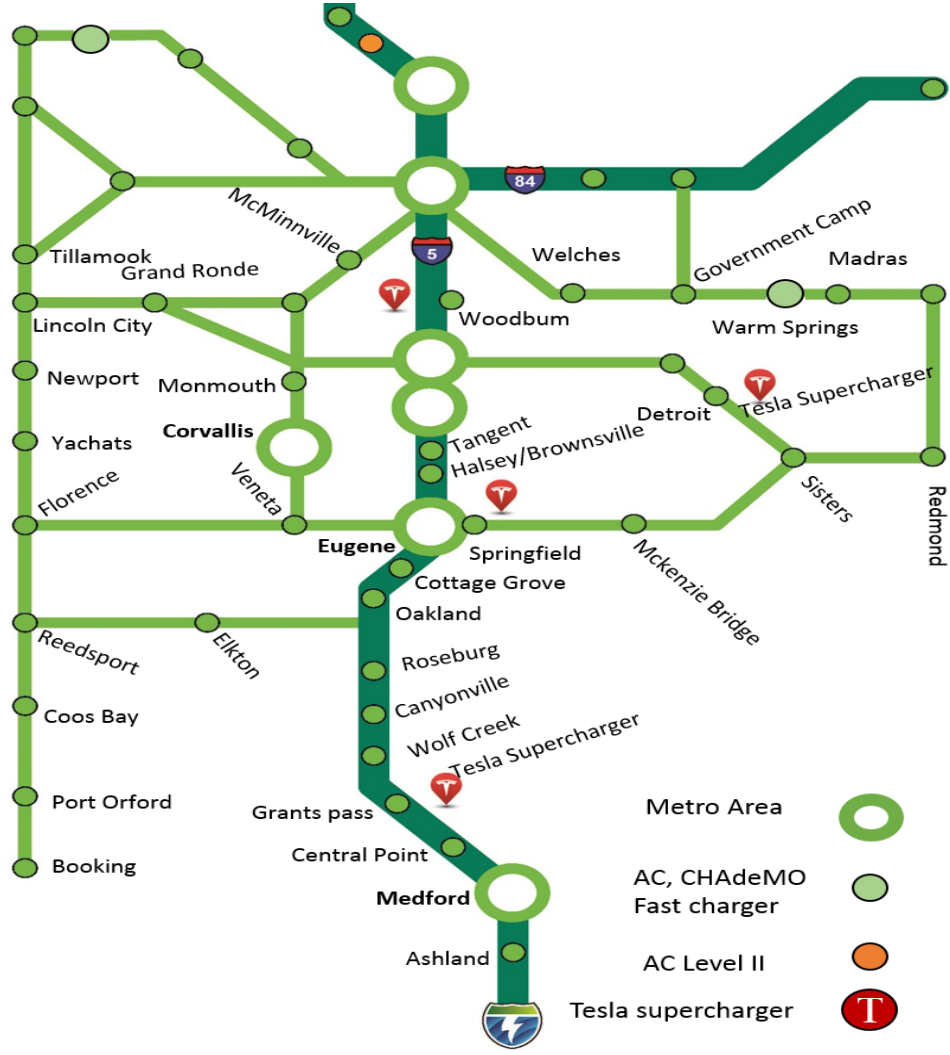 84
McMinnville
5
Government Camp
Welches
Madras
Tillamook
Grand Ronde
Lincoln City
Woodbum
Warm Springs
Newport
Monmouth
Detroit
Tesla Supercharger
Corvallis
Yachats
Tangent
Halsey/Brownsville
Veneta
Florence
Sisters
Redmond
Eugene
Springfield
Mckenzie Bridge
Cottage Grove
Oakland
Reedsport
Elkton
Roseburg
Canyonville
Coos Bay
Wolf Creek
Tesla Supercharger
Port Orford
Grants pass
Metro Area
Central Point
Booking
AC, CHAdeMO
Fast charger
Medford
Ashland
AC Level II
Tesla supercharger
T